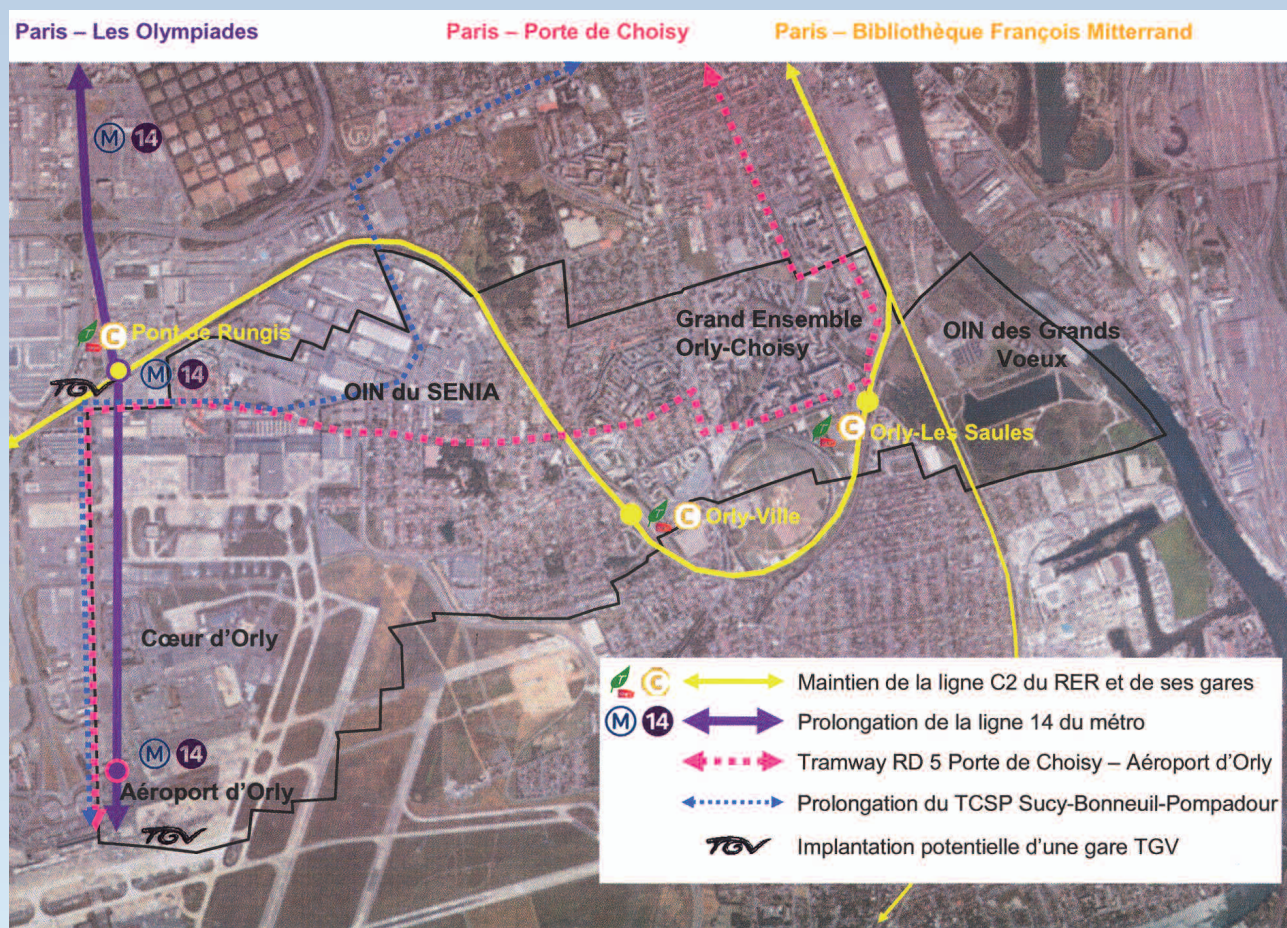 Paris – Les Olympiades
Paris – Porte de Choisy
Paris – Bibliothèque François Mitterrand
M 14
C Pont de Rungis
TGV
M 14
OIN du SENIA
Grand Ensemble
Orly-Choisy
OIN des Grands
Voeux
T C Orly-Les Saules
T C Orly-Ville
Cœur d'Orly
M 14
Aéroport d'Orly
TGV
T C Maintien de la ligne C2 du RER et de ses gares
M 14 Prolongation de la ligne 14 du métro
Tramway RD 5 Porte de Choisy – Aéroport d'Orly
Prolongation du TCSP Sucy-Bonneuil-Pompadour
TGV Implantation potentielle d'une gare TGV